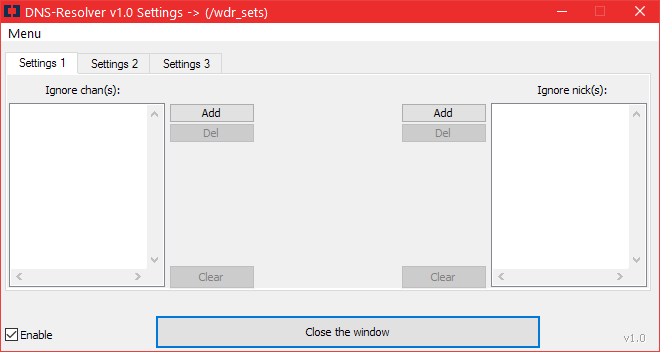 DNS-Resolver v1.0 Settings -> (/wdr_sets)
Menu
Settings 1 Settings 2 Settings 3
Ignore chan(s): Ignore nick(s):
Add Add
Del Del
Clear Clear
Enable Close the window v1.0